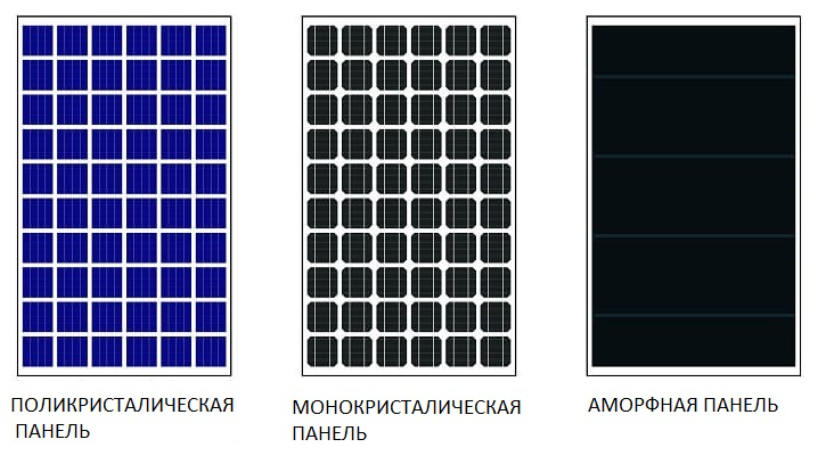 ПОЛИКРИСТАЛИЧЕСКАЯ
ПАНЕЛЬ
МОНОКРИСТАЛИЧЕСКАЯ
ПАНЕЛЬ
АМОРФНАЯ ПАНЕЛЬ